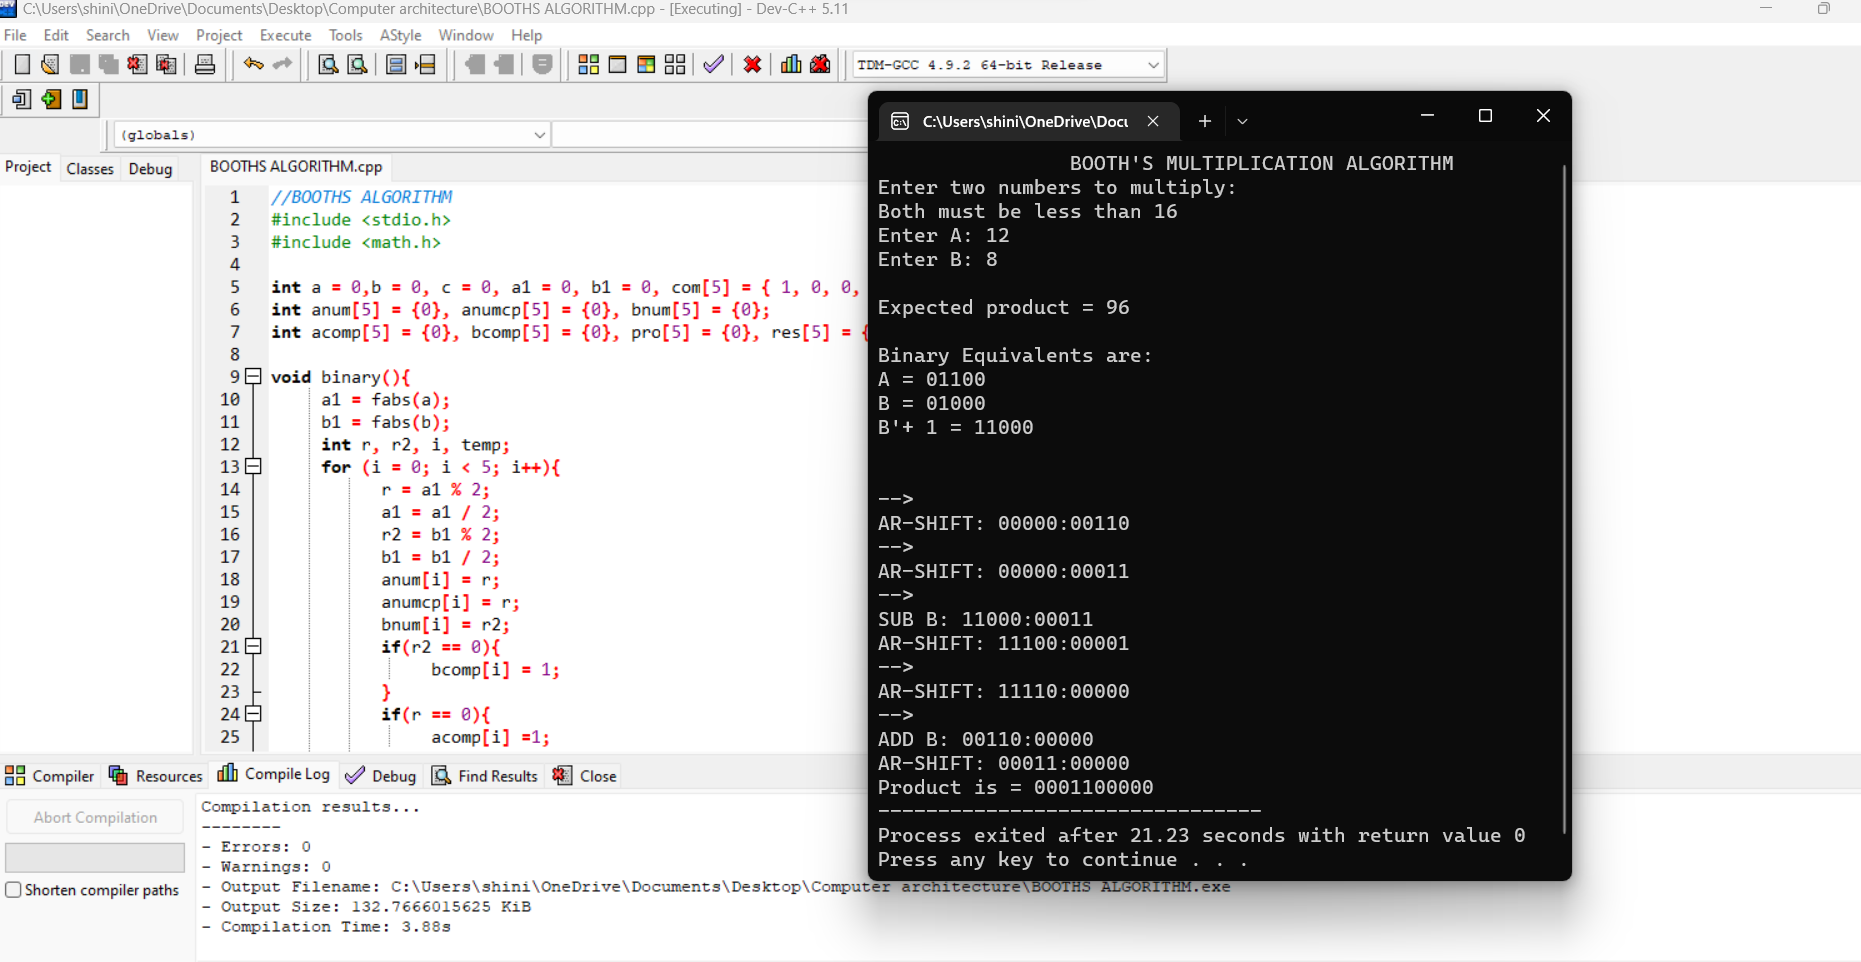 C:\Users\shini\OneDrive\Documents\Desktop\Computer architecture\BOOTHS ALGORITHM.cpp - [Executing] - Dev-C++ 5.11
File Edit Search View Project Execute Tools AStyle Window Help
TDM-GCC 4.9.2 64-bit Release
(globals)
Project Classes Debug
BOOTHS ALGORITHM.cpp
1 //BOOTHS ALGORITHM
2 #include <stdio.h>
3 #include <math.h>
4
5 int a = 0,b = 0, c = 0, a1 = 0, b1 = 0, com[5] = { 1, 0, 0,
6 int anum[5] = {0}, anumcp[5] = {0}, bnum[5] = {0};
7 int acomp[5] = {0}, bcomp[5] = {0}, pro[5] = {0}, res[5] = {
8
9 void binary(){
10 a1 = fabs(a);
11 b1 = fabs(b);
12 int r, r2, i, temp;
13 for (i = 0; i < 5; i++){
14 r = a1 % 2;
15 a1 = a1 / 2;
16 r2 = b1 % 2;
17 b1 = b1 / 2;
18 anum[i] = r;
19 anumcp[i] = r;
20 bnum[i] = r2;
21 if(r2 == 0){
22 bcomp[i] = 1;
23 }
24 if(r == 0){
25 acomp[i] =1;
C:\Users\shini\OneDrive\Docu
BOOTH'S MULTIPLICATION ALGORITHM
Enter two numbers to multiply:
Both must be less than 16
Enter A: 12
Enter B: 8
Expected product = 96
Binary Equivalents are:
A = 01100
B = 01000
B'+ 1 = 11000
-->
AR-SHIFT: 00000:00110
-->
AR-SHIFT: 00000:00011
-->
SUB B: 11000:00011
AR-SHIFT: 11100:00001
-->
AR-SHIFT: 11110:00000
-->
ADD B: 00110:00000
AR-SHIFT: 00011:00000
Product is = 0001100000
--------------------------------
Process exited after 21.23 seconds with return value 0
Press any key to continue . . .
Compiler Resources Compile Log Debug Find Results Close
Abort Compilation
Shorten compiler paths
Compilation results...
--------
- Errors: 0
- Warnings: 0
- Output Filename: C:\Users\shini\OneDrive\Documents\Desktop\Computer architecture\BOOTHS ALGORITHM.exe
- Output Size: 132.7666015625 KiB
- Compilation Time: 3.88s